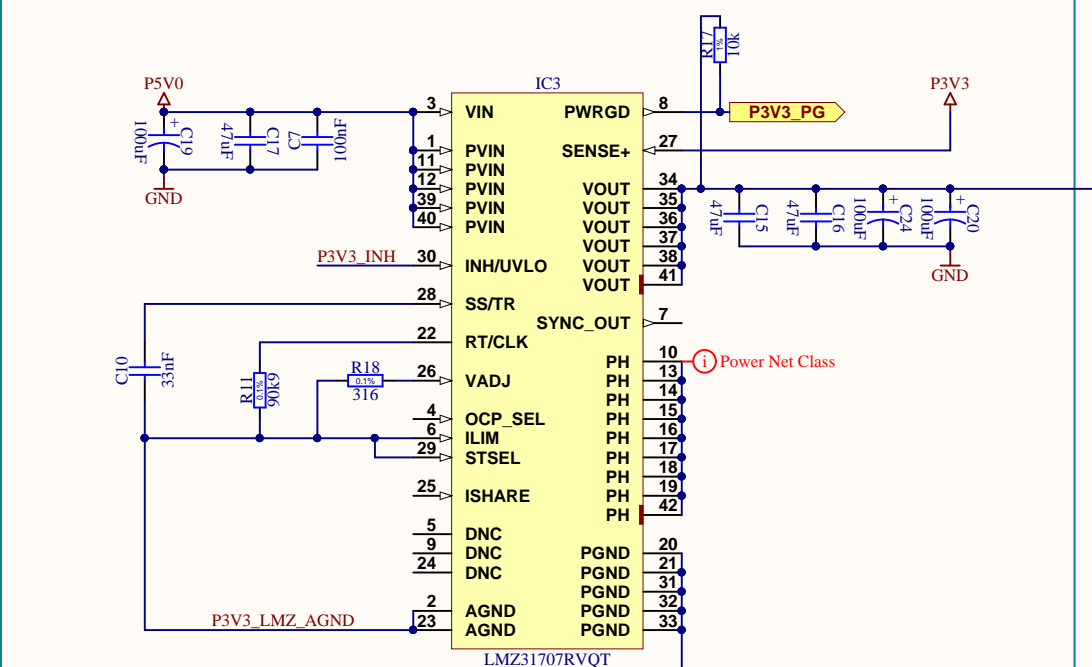 R17
1%
10k
P5V0
IC3
P3V3
3 VIN
PWRGD 8
P3V3_PG
100uF
+
C19
47uF
C17
C7
100nF
1 PVIN
SENSE+ 27
11 PVIN
12 PVIN
VOUT 34
39 PVIN
VOUT 35
40 PVIN
VOUT 36
GND
VOUT 37
47uF
C15
47uF
C16
100uF
+
C24
100uF
+
C20
P3V3_INH
30 INH/UVLO
VOUT 38
VOUT 41
GND
28 SS/TR
SYNC_OUT 7
22 RT/CLK
PH 10
i Power Net Class
C10
33nF
R11
0.1%
90k9
R18
0.1%
316
26 VADJ
PH 13
PH 14
4 OCP_SEL
PH 15
6 ILIM
PH 16
29 STSEL
PH 17
PH 18
25 ISHARE
PH 19
PH 42
5 DNC
9 DNC
PGND 20
24 DNC
PGND 21
PGND 31
2 AGND
PGND 32
P3V3_LMZ_AGND
23 AGND
PGND 33
LMZ31707RVQT